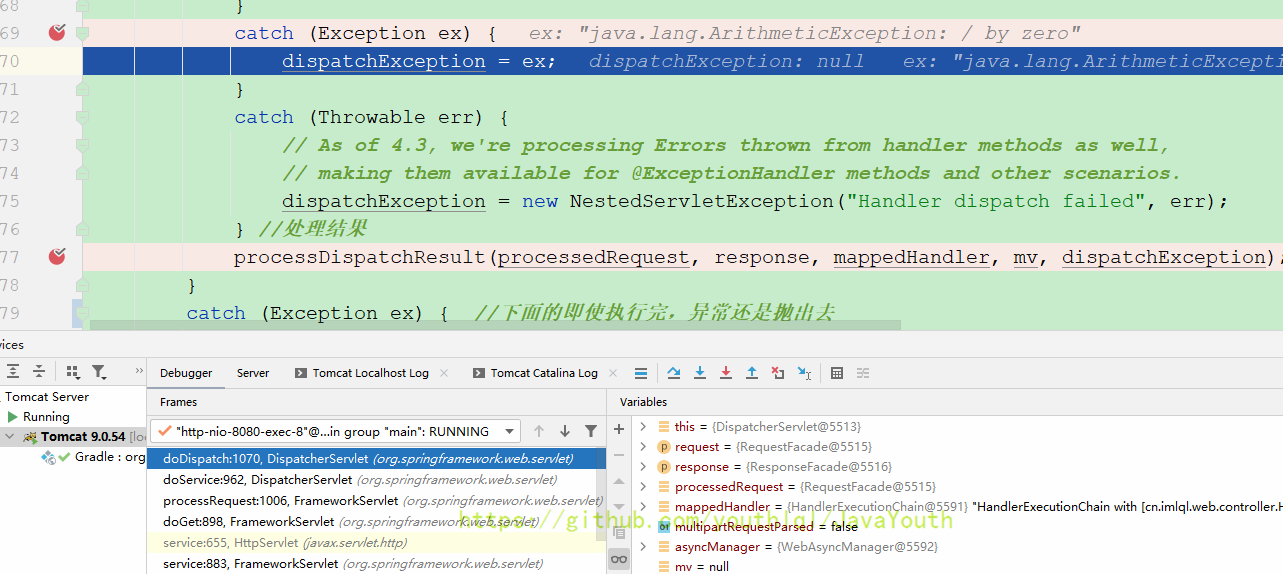 68 }
69 catch (Exception ex) { ex: "java.lang.ArithmeticException: / by zero"
70 dispatchException = ex; dispatchException: null ex: "java.lang.ArithmeticExcepti
71 }
72 catch (Throwable err) {
73 // As of 4.3, we're processing Errors thrown from handler methods as well,
74 // making them available for @ExceptionHandler methods and other scenarios.
75 dispatchException = new NestedServletException("Handler dispatch failed", err);
76 } //处理结果
77 processDispatchResult(processedRequest, response, mappedHandler, mv, dispatchException);
78 }
79 catch (Exception ex) { //下面的即使执行完，异常还是抛出去
vices
Debugger Server Tomcat Localhost Log Tomcat Catalina Log
Tomcat Server
Running
Tomcat 9.0.54 [loc
Gradle : org
Frames
"http-nio-8080-exec-8"@...in group "main": RUNNING
doDispatch:1070, DispatcherServlet (org.springframework.web.servlet)
doService:962, DispatcherServlet (org.springframework.web.servlet)
processRequest:1006, FrameworkServlet (org.springframework.web.servlet)
doGet:898, FrameworkServlet (org.springframework.web.servlet)
service:655, HttpServlet (javax.servlet.http)
service:883, FrameworkServlet (org.springframework.web.servlet)
Variables
this = {DispatcherServlet@5513}
request = {RequestFacade@5515}
response = {ResponseFacade@5516}
processedRequest = {RequestFacade@5515}
mappedHandler = {HandlerExecutionChain@5591} "HandlerExecutionChain with [cn.imlql.web.controller.H
multipartRequestParsed = false
asyncManager = {WebAsyncManager@5592}
mv = null
https://github.com/youthlql/JavaYouth